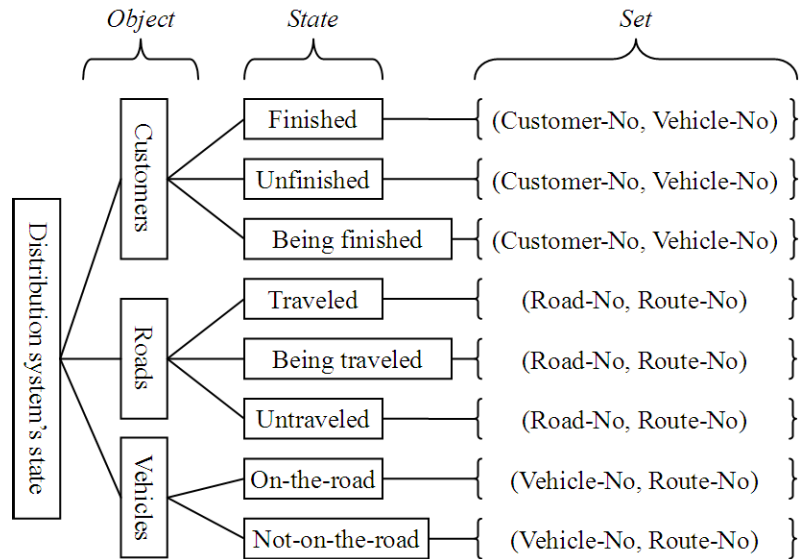 Object State Set
Distribution system's state
Customers
Finished { (Customer-No, Vehicle-No) }
Unfinished { (Customer-No, Vehicle-No) }
Being finished { (Customer-No, Vehicle-No) }
Roads
Traveled { (Road-No, Route-No) }
Being traveled { (Road-No, Route-No) }
Untraveled { (Road-No, Route-No) }
Vehicles
On-the-road { (Vehicle-No, Route-No) }
Not-on-the-road { (Vehicle-No, Route-No) }